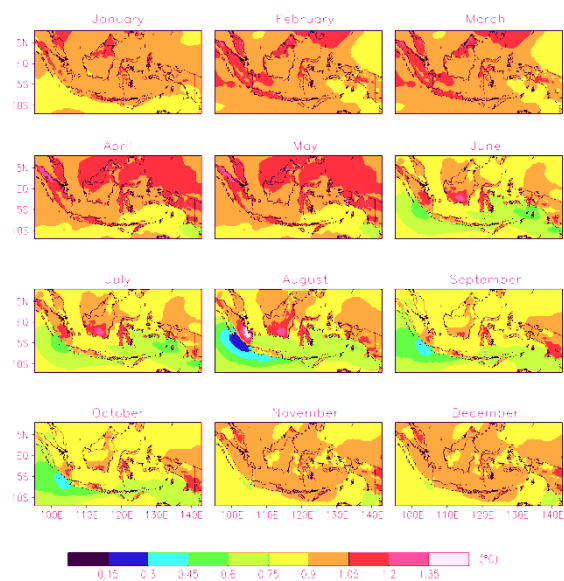 January February March
5N
EQ
5S
10S
April May June
5N
EQ
5S
10S
July August September
5N
EQ
5S
10S
October November December
5N
EQ
5S
10S
100E 110E 120E 130E 140E 100E 110E 120E 130E 140E 100E 110E 120E 130E 140E
(°C)
0.15 0.3 0.45 0.6 0.75 0.9 1.05 1.2 1.35